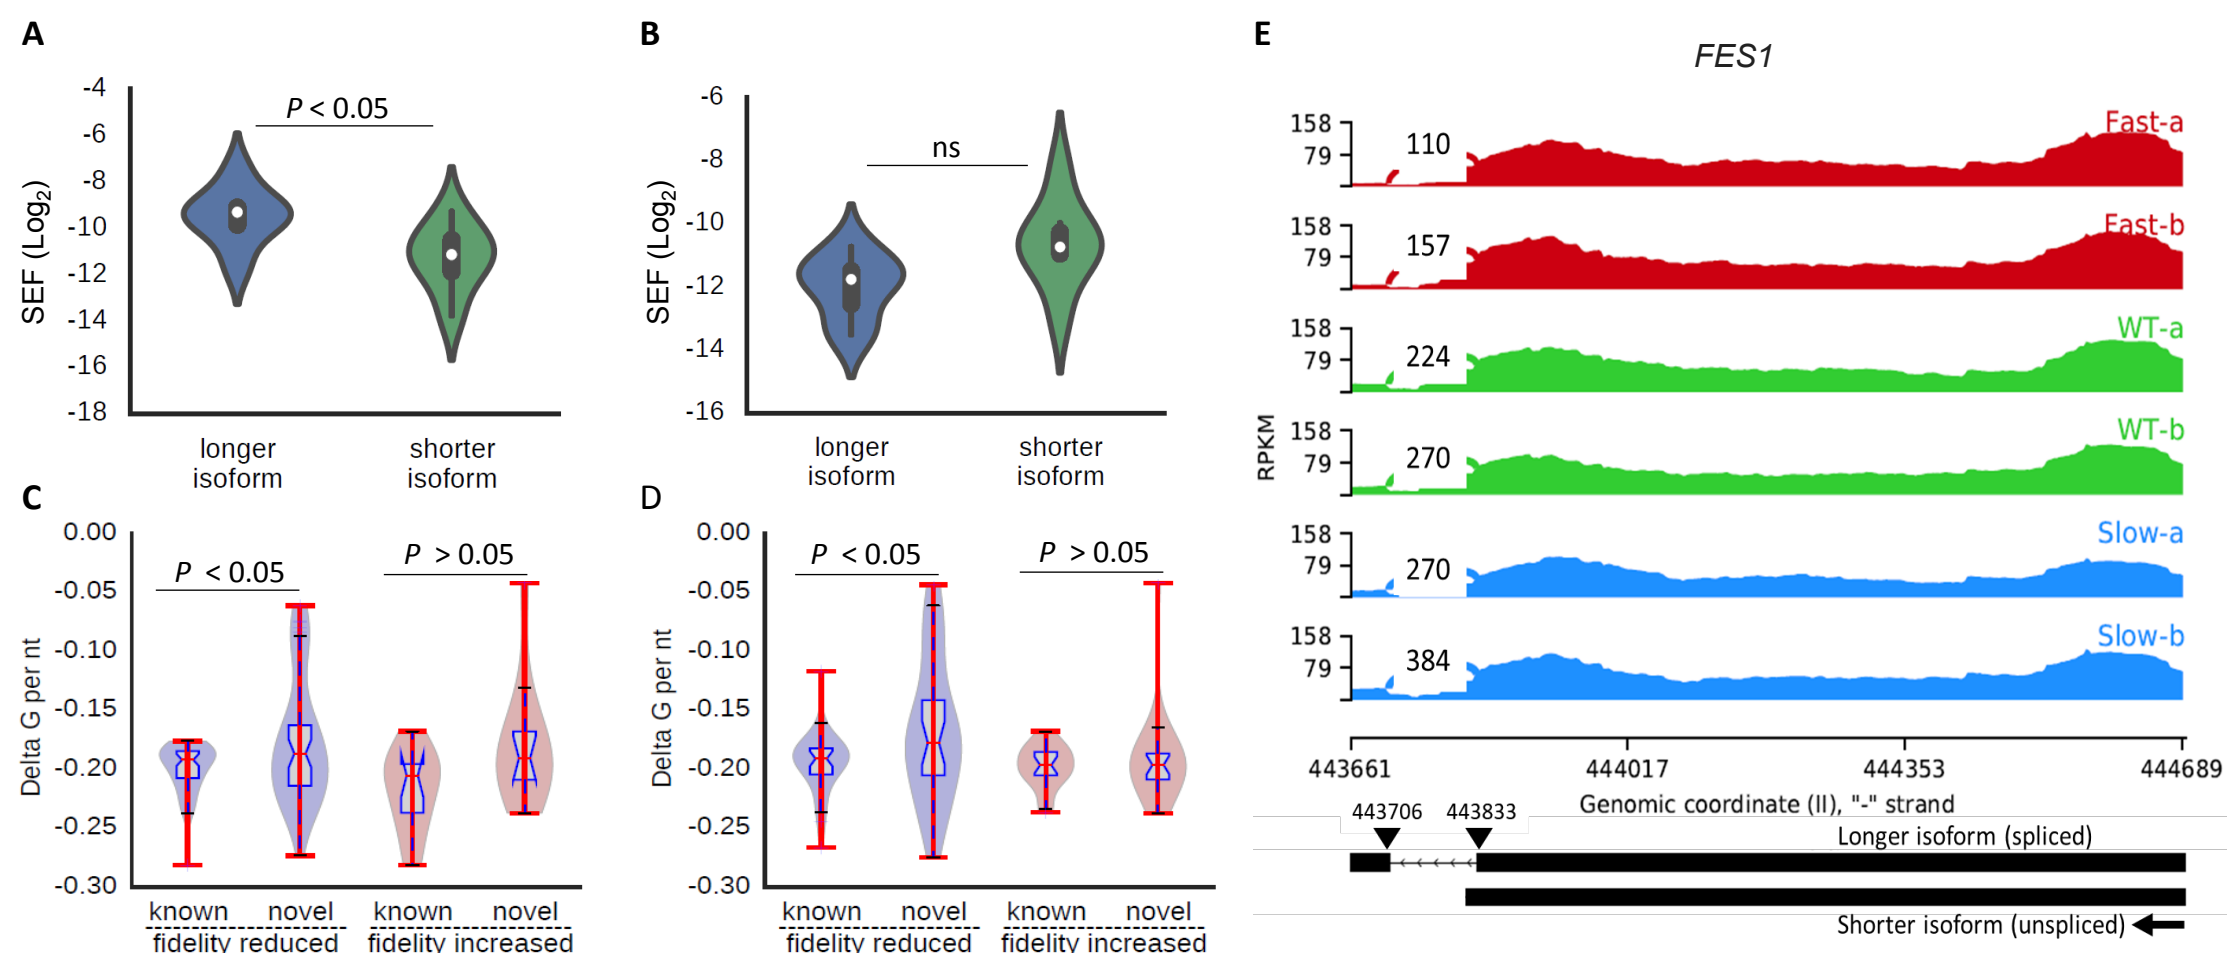 A
-4
-6
-8
-10
-12
-14
-16
-18
SEF (Log2)
P < 0.05
longer
isoform
shorter
isoform
B
-6
-8
-10
-12
-14
-16
SEF (Log2)
ns
longer
isoform
shorter
isoform
C
0.00
-0.05
-0.10
-0.15
-0.20
-0.25
-0.30
Delta G per nt
P < 0.05
P > 0.05
known
novel
known
novel
fidelity reduced
fidelity increased
D
0.00
-0.05
-0.10
-0.15
-0.20
-0.25
-0.30
Delta G per nt
P < 0.05
P > 0.05
known
novel
known
novel
fidelity reduced
fidelity increased
E
FES1
RPKM
158
79
110
Fast-a
158
79
157
Fast-b
158
79
224
WT-a
158
79
270
WT-b
158
79
270
Slow-a
158
79
384
Slow-b
443661
444017
444353
444689
Genomic coordinate (II), "-" strand
443706
443833
Longer isoform (spliced)
Shorter isoform (unspliced)